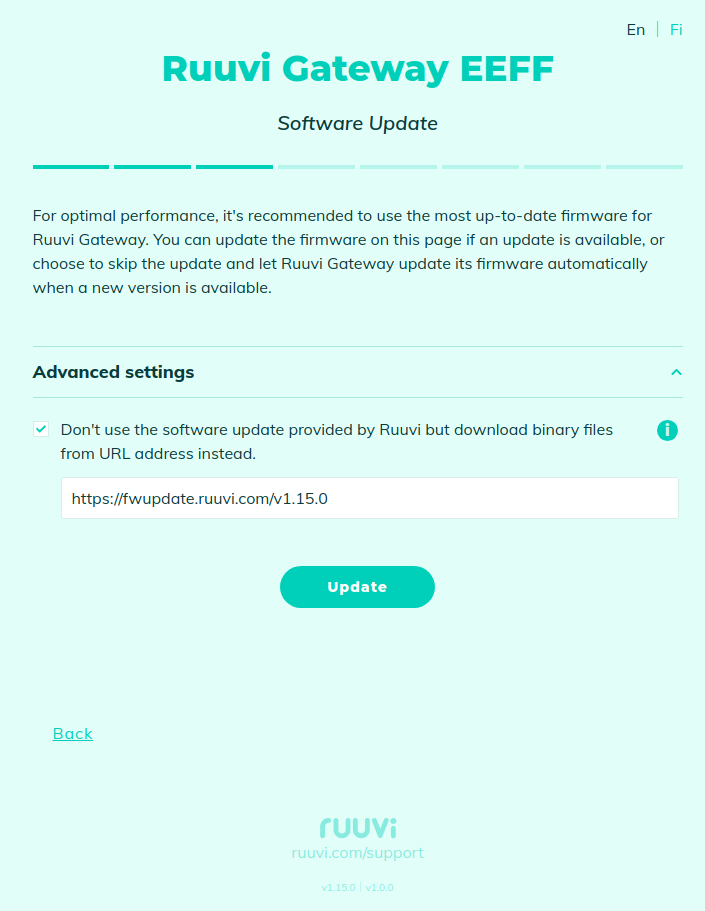 En | Fi
Ruuvi Gateway EEFF
Software Update
For optimal performance, it's recommended to use the most up-to-date firmware for
Ruuvi Gateway. You can update the firmware on this page if an update is available, or
choose to skip the update and let Ruuvi Gateway update its firmware automatically
when a new version is available.
Advanced settings
Don't use the software update provided by Ruuvi but download binary files
from URL address instead.
https://fwupdate.ruuvi.com/v1.15.0
Update
Back
ruuvi
ruuvi.com/support
v1.15.0 | v1.0.0